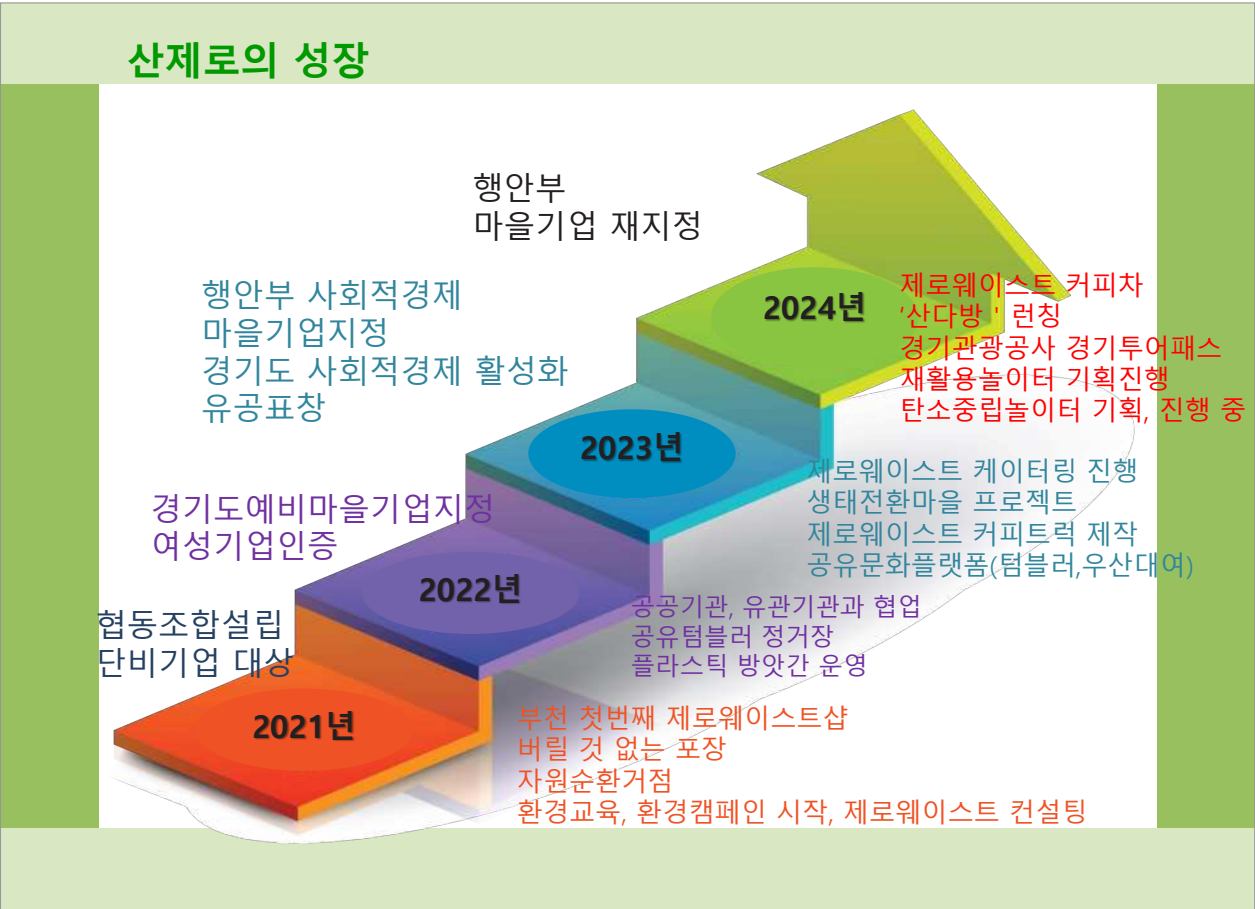 산제로의 성장
행안부
마을기업 재지정
2024년
제로웨이스트 커피차
'산다방 ' 런칭
경기관광공사 경기투어패스
재활용놀이터 기획진행
탄소중립놀이터 기획, 진행 중
행안부 사회적경제
마을기업지정
경기도 사회적경제 활성화
유공표창
2023년
제로웨이스트 케이터링 진행
생태전환마을 프로젝트
제로웨이스트 커피트럭 제작
공유문화플랫폼(텀블러,우산대여)
경기도예비마을기업지정
여성기업인증
2022년
공공기관, 유관기관과 협업
공유텀블러 정거장
플라스틱 방앗간 운영
협동조합설립
단비기업 대상
2021년
부천 첫번째 제로웨이스트샵
버릴 것 없는 포장
자원순환거점
환경교육, 환경캠페인 시작, 제로웨이스트 컨설팅